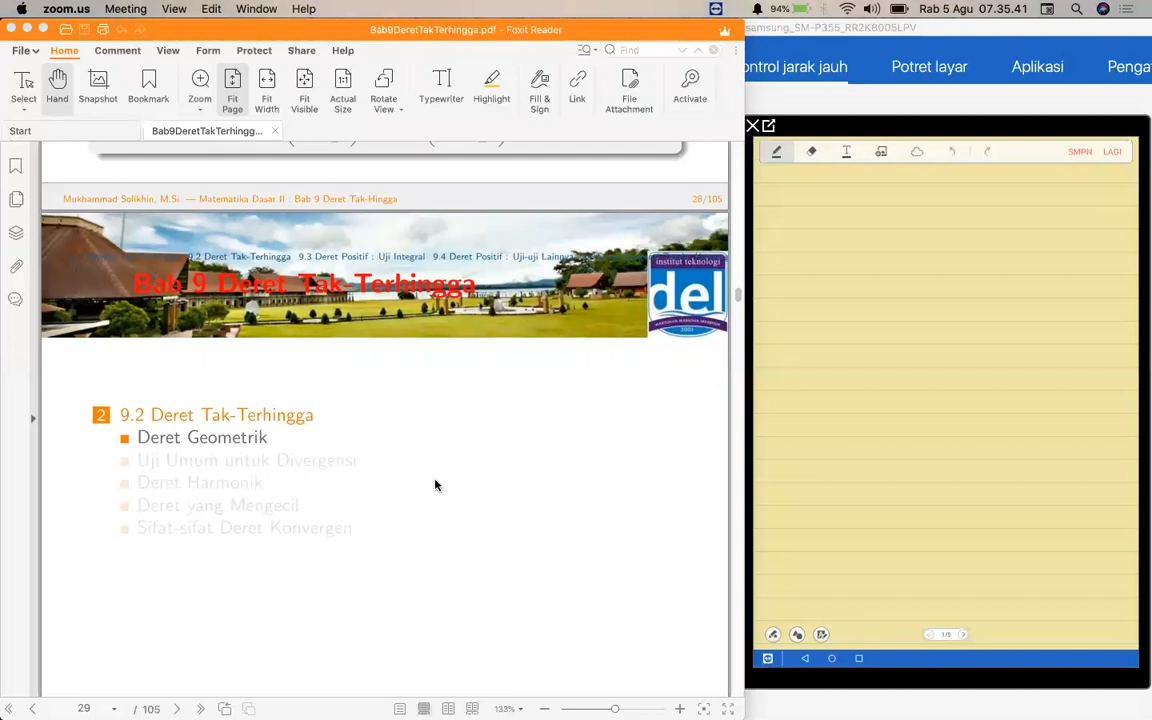 zoom.us Meeting View Edit Window Help 94% Rab 5 Agu 07.35.41
Bab9DeretTakTerhingga.pdf - Foxit Reader
samsung_SM-P355_RR2K8005LPV
File Home Comment View Form Protect Share Help Find
ontrol jarak jauh Potret layar Aplikasi Penga
Select Hand Snapshot Bookmark Zoom Fit Page Fit Width Fit Visible Actual Size Rotate View Typewriter Highlight Fill & Sign Link File Attachment Activate
Start Bab9DeretTakTerhingg...
SMPN LAGI
Mukhammad Solikhin, M.Si. — Matematika Dasar II : Bab 9 Deret Tak-Hingga 28/105
9.2 Deret Tak-Terhingga 9.3 Deret Positif : Uji Integral 9.4 Deret Positif : Uji-uji Lainnya
institut teknologi
Bab 9 Deret Tak-Terhingga
del
2001
2 9.2 Deret Tak-Terhingga
Deret Geometrik
Uji Umum untuk Divergensi
Deret Harmonik
Deret yang Mengecil
Sifat-sifat Deret Konvergen
1/5
29 / 105 133%